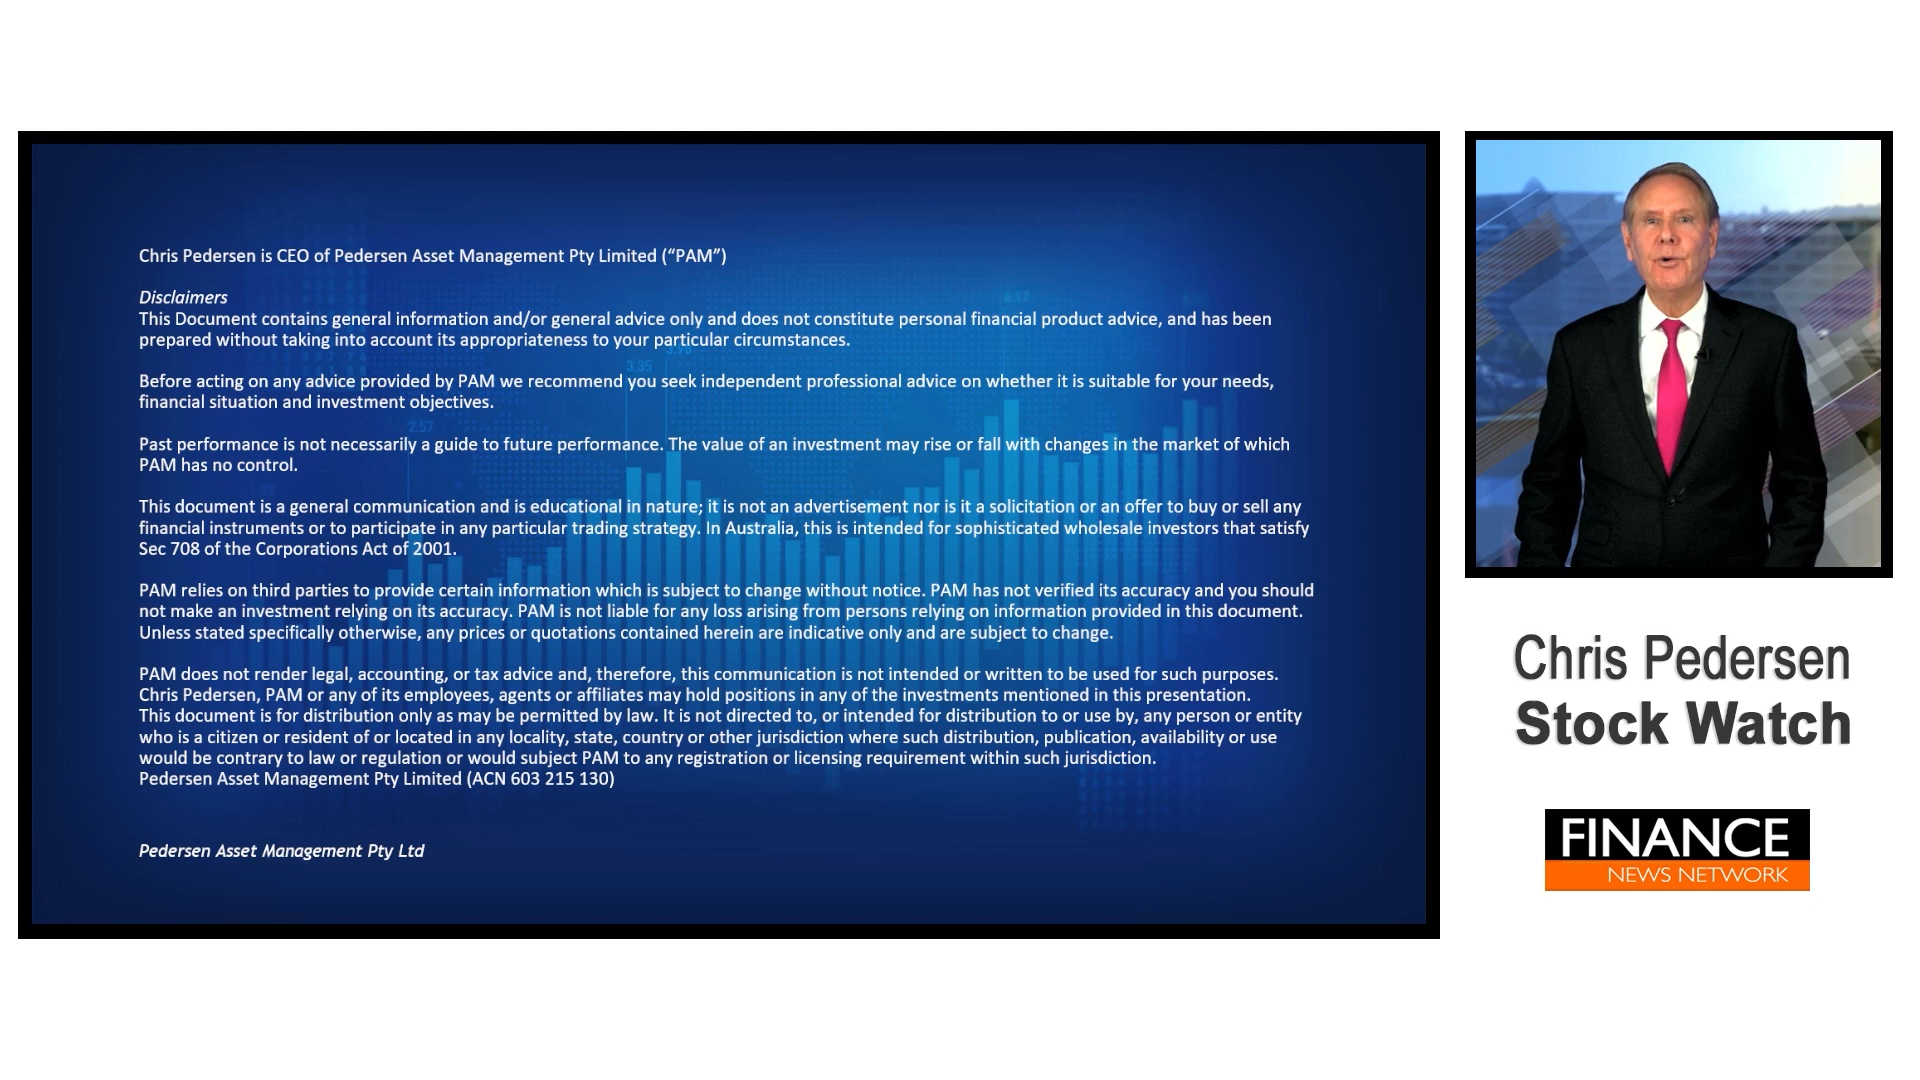 Chris Pedersen is CEO of Pedersen Asset Management Pty Limited (“PAM”)
Disclaimers
This Document contains general information and/or general advice only and does not constitute personal financial product advice, and has been
prepared without taking into account its appropriateness to your particular circumstances.
Before acting on any advice provided by PAM we recommend you seek independent professional advice on whether it is suitable for your needs,
financial situation and investment objectives.
Past performance is not necessarily a guide to future performance. The value of an investment may rise or fall with changes in the market of which
PAM has no control.
This document is a general communication and is educational in nature; it is not an advertisement nor is it a solicitation or an offer to buy or sell any
financial instruments or to participate in any particular trading strategy. In Australia, this is intended for sophisticated wholesale investors that satisfy
Sec 708 of the Corporations Act of 2001.
PAM relies on third parties to provide certain information which is subject to change without notice. PAM has not verified its accuracy and you should
not make an investment relying on its accuracy. PAM is not liable for any loss arising from persons relying on information provided in this document.
Unless stated specifically otherwise, any prices or quotations contained herein are indicative only and are subject to change.
PAM does not render legal, accounting, or tax advice and, therefore, this communication is not intended or written to be used for such purposes.
Chris Pedersen, PAM or any of its employees, agents or affiliates may hold positions in any of the investments mentioned in this presentation.
This document is for distribution only as may be permitted by law. It is not directed to, or intended for distribution to or use by, any person or entity
who is a citizen or resident of or located in any locality, state, country or other jurisdiction where such distribution, publication, availability or use
would be contrary to law or regulation or would subject PAM to any registration or licensing requirement within such jurisdiction.
Pedersen Asset Management Pty Limited (ACN 603 215 130)
Pedersen Asset Management Pty Ltd
2.57
3.35
Chris Pedersen
Stock Watch
FINANCE
NEWS NETWORK